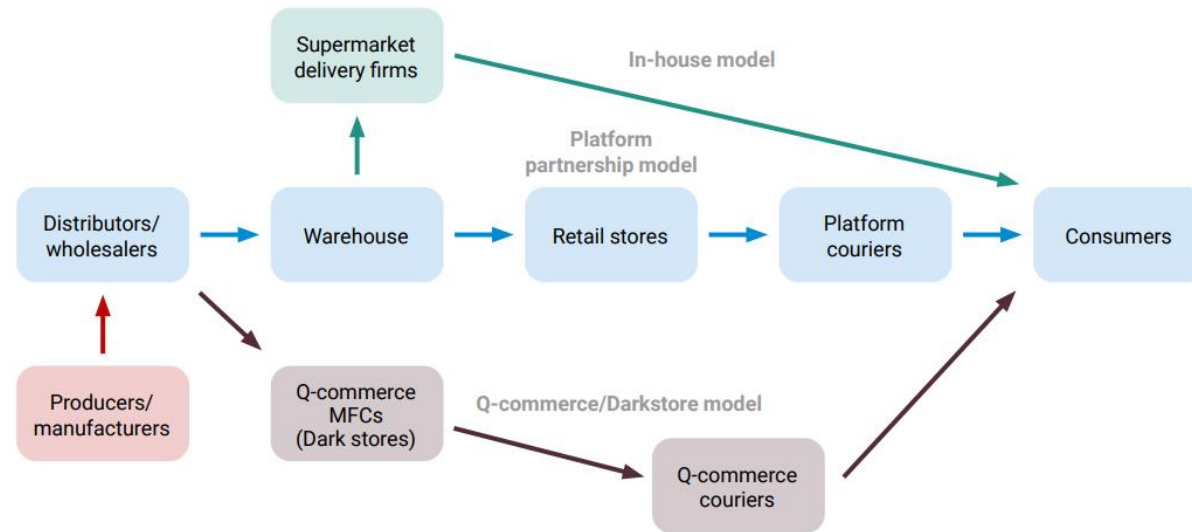 Supermarket
delivery firms
In-house model
Platform
partnership model
Distributors/
wholesalers
Warehouse
Retail stores
Platform
couriers
Consumers
Producers/
manufacturers
Q-commerce
MFCs
(Dark stores)
Q-commerce/Darkstore model
Q-commerce
couriers